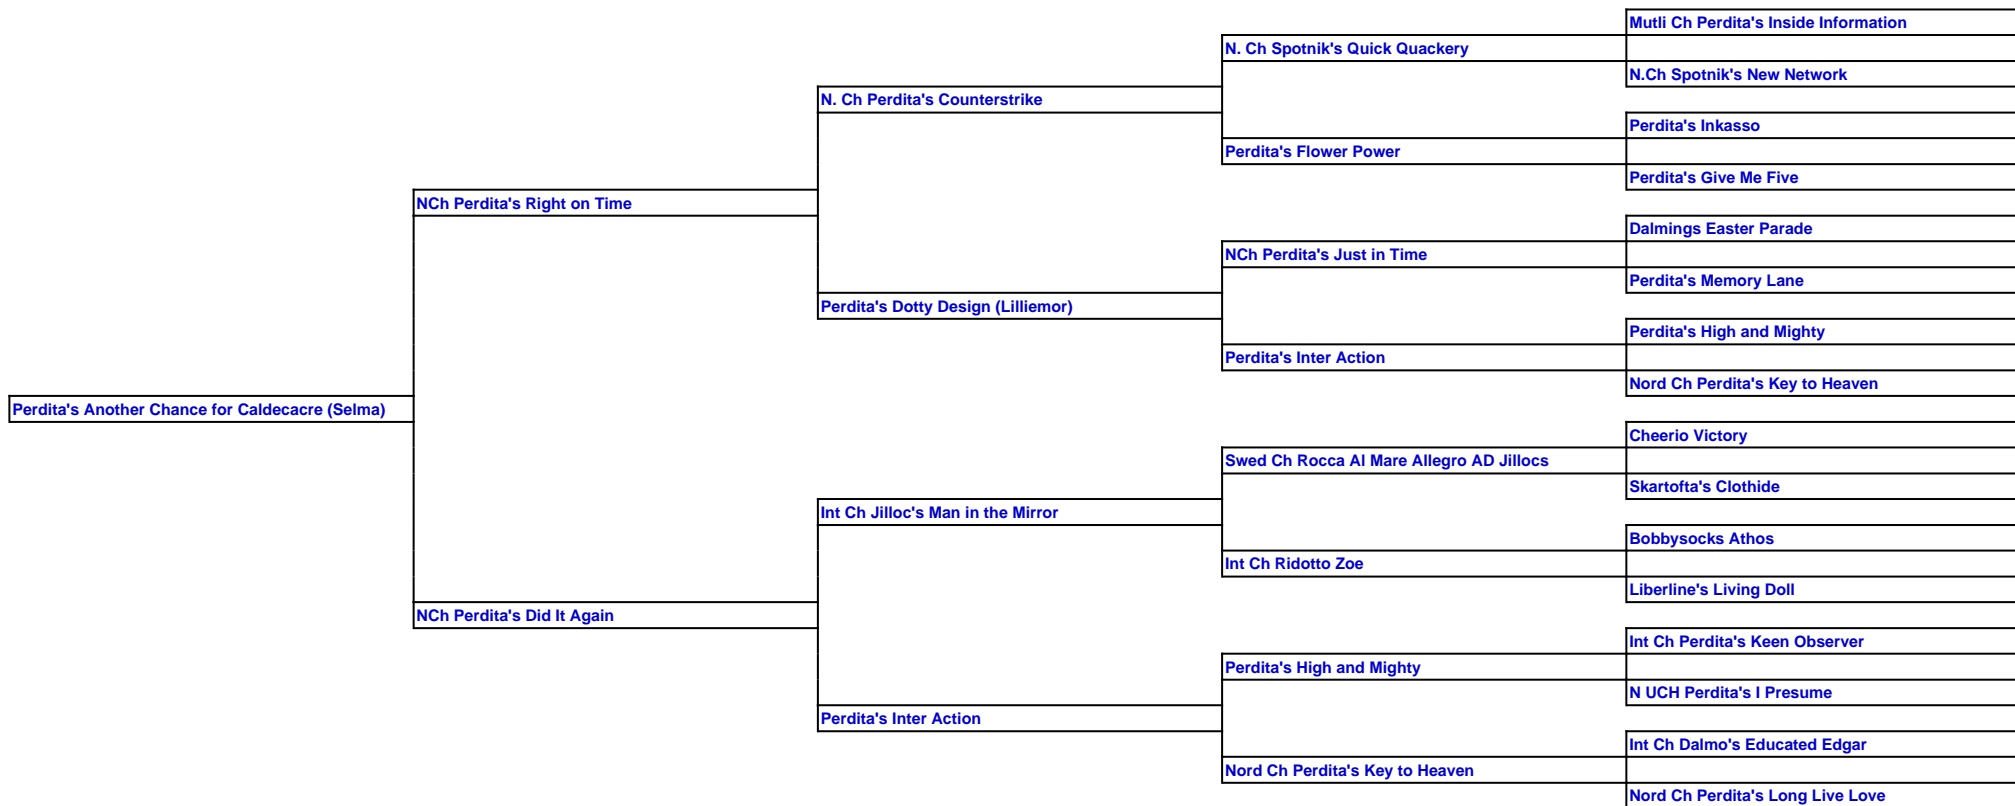 Mutli Ch Perdita's Inside Information
N. Ch Spotnik's Quick Quackery
N.Ch Spotnik's New Network
N. Ch Perdita's Counterstrike
Perdita's Inkasso
Perdita's Flower Power
Perdita's Give Me Five
NCh Perdita's Right on Time
Dalmings Easter Parade
NCh Perdita's Just in Time
Perdita's Memory Lane
Perdita's Dotty Design (Lilliemor)
Perdita's High and Mighty
Perdita's Inter Action
Nord Ch Perdita's Key to Heaven
Perdita's Another Chance for Caldecacre (Selma)
Cheerio Victory
Swed Ch Rocca Al Mare Allegro AD Jillocs
Skartofta's Clothide
Int Ch Jilloc's Man in the Mirror
Bobbysocks Athos
Int Ch Ridotto Zoe
Liberline's Living Doll
NCh Perdita's Did It Again
Int Ch Perdita's Keen Observer
Perdita's High and Mighty
N UCH Perdita's I Presume
Perdita's Inter Action
Int Ch Dalmo's Educated Edgar
Nord Ch Perdita's Key to Heaven
Nord Ch Perdita's Long Live Love